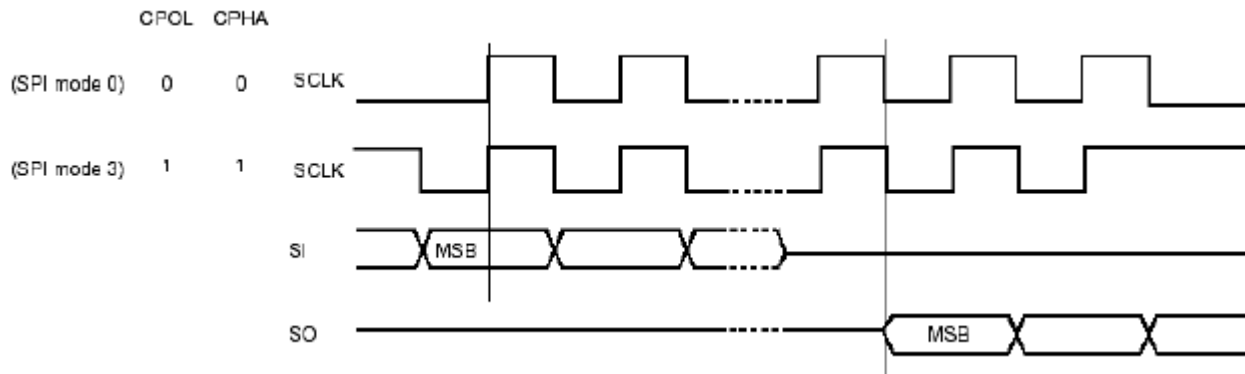 CPOL CPHA
(SPI mode 0) 0 0 SCLK
(SPI mode 3) 1 1 SCLK
SI MSB
SO MSB